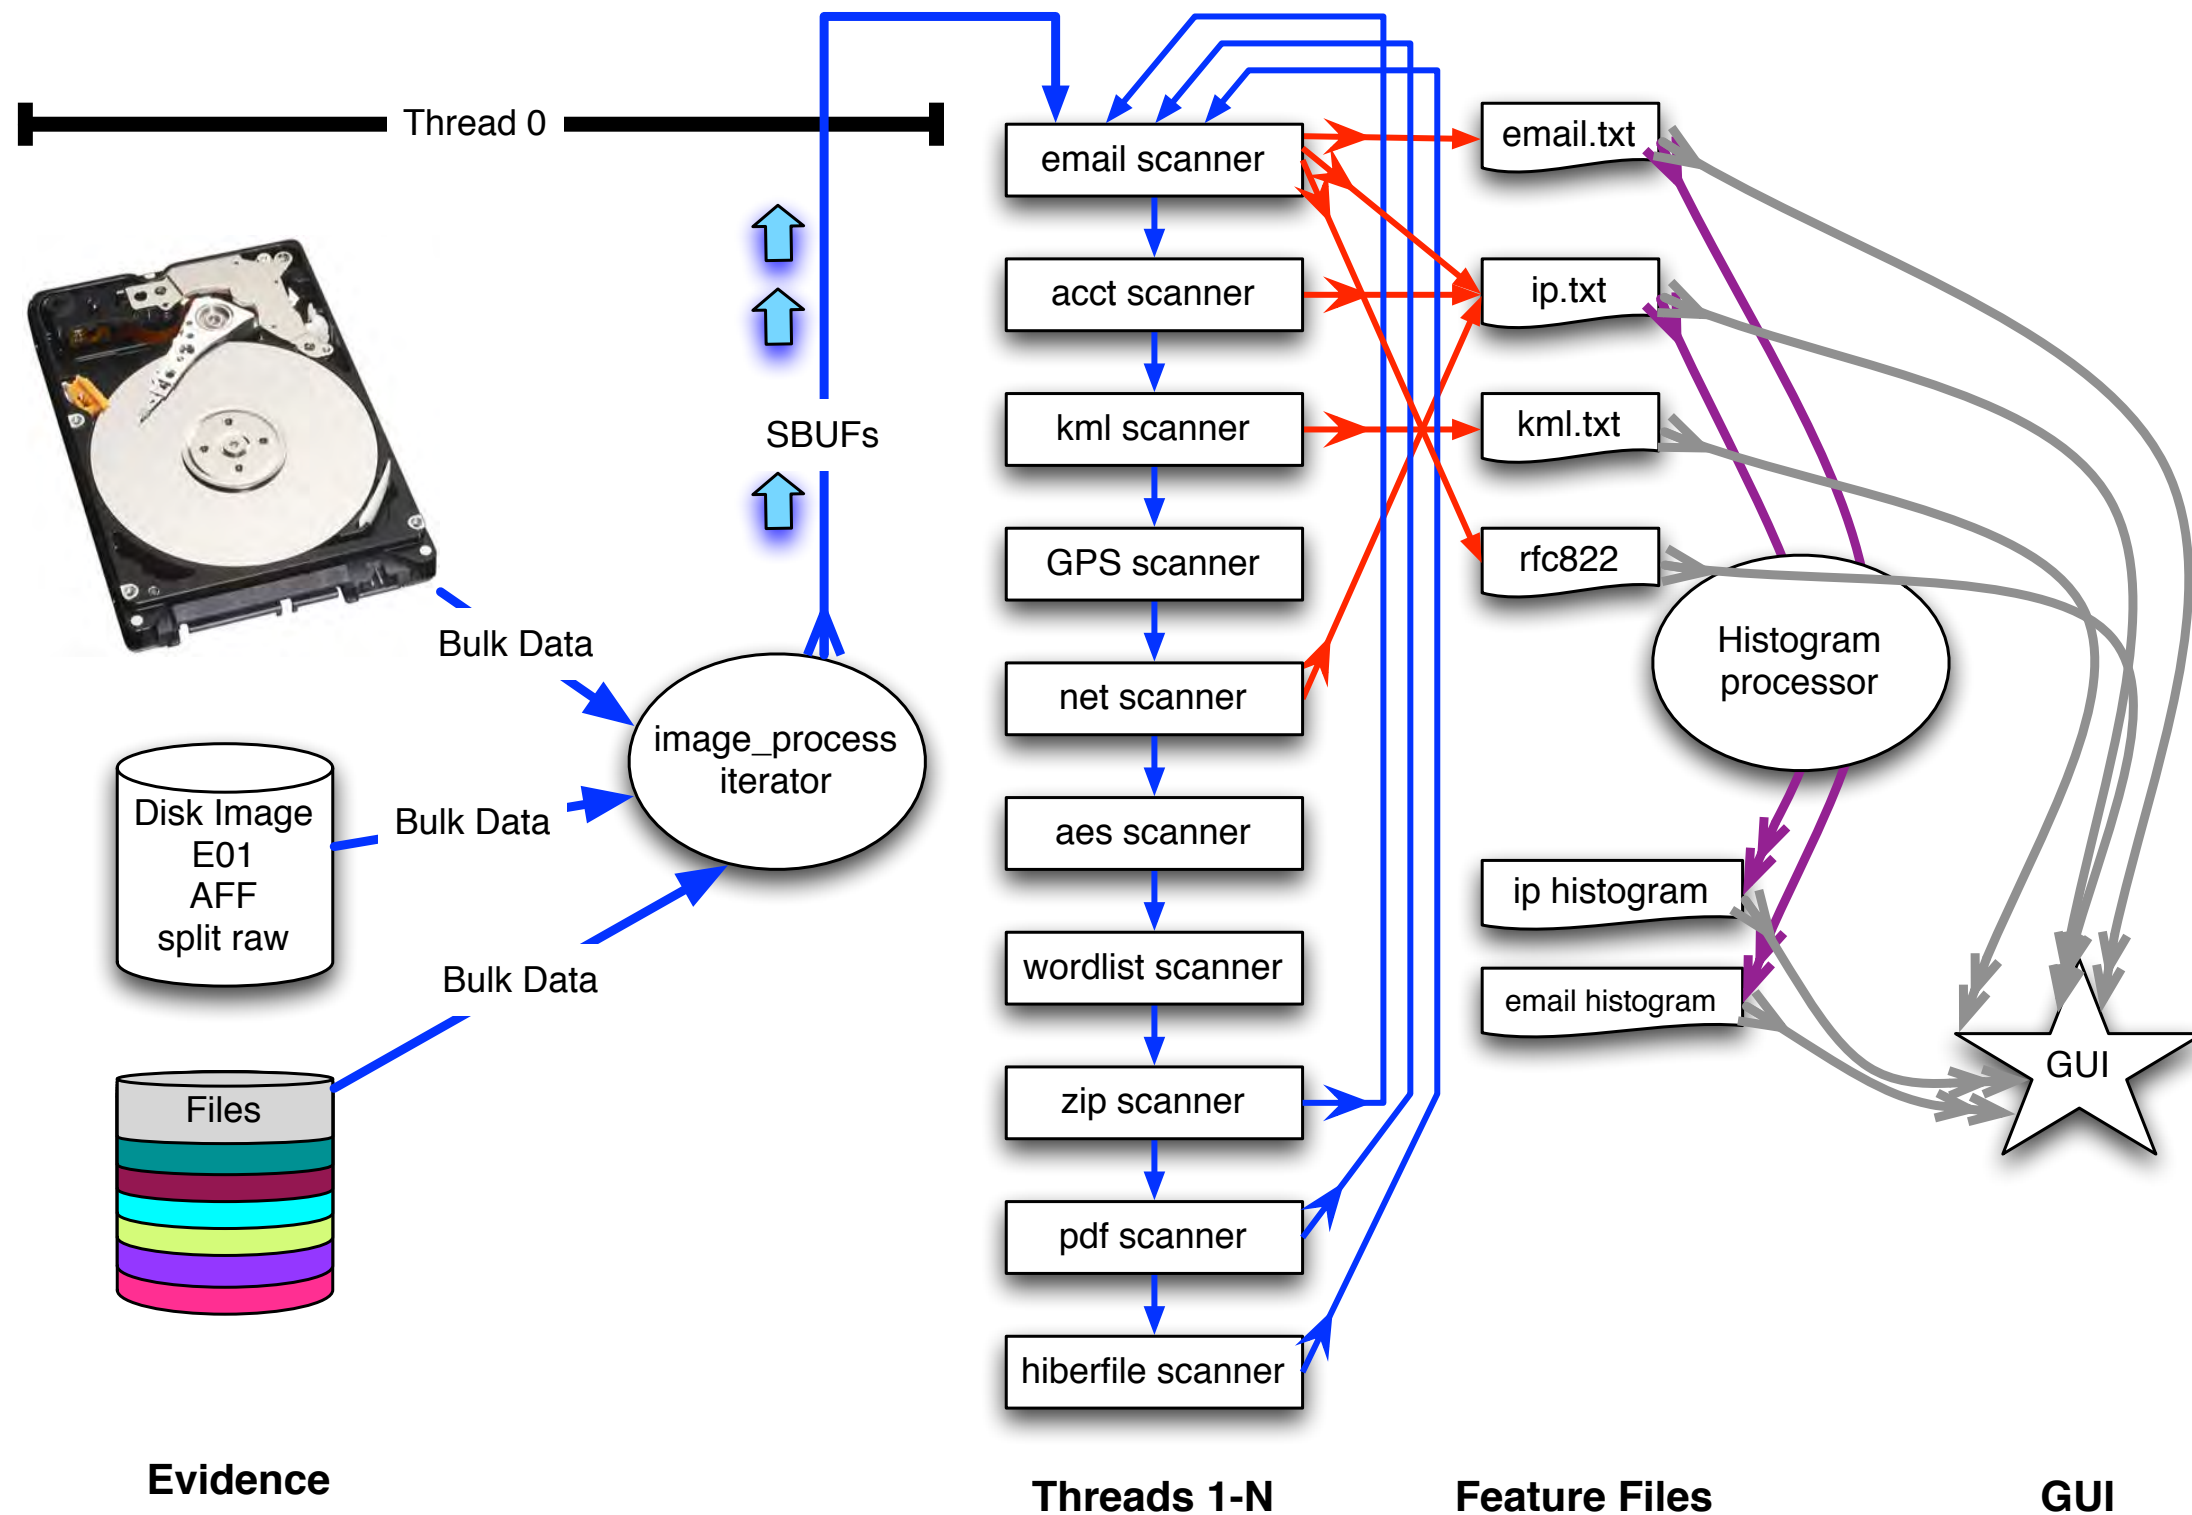 Thread 0
SBUFs
Bulk Data
Bulk Data
Bulk Data
image_process
iterator
Disk Image
E01
AFF
split raw
Files
Evidence
email scanner
acct scanner
kml scanner
GPS scanner
net scanner
aes scanner
wordlist scanner
zip scanner
pdf scanner
hiberfile scanner
Threads 1-N
email.txt
ip.txt
kml.txt
rfc822
Histogram
processor
ip histogram
email histogram
Feature Files
GUI
GUI